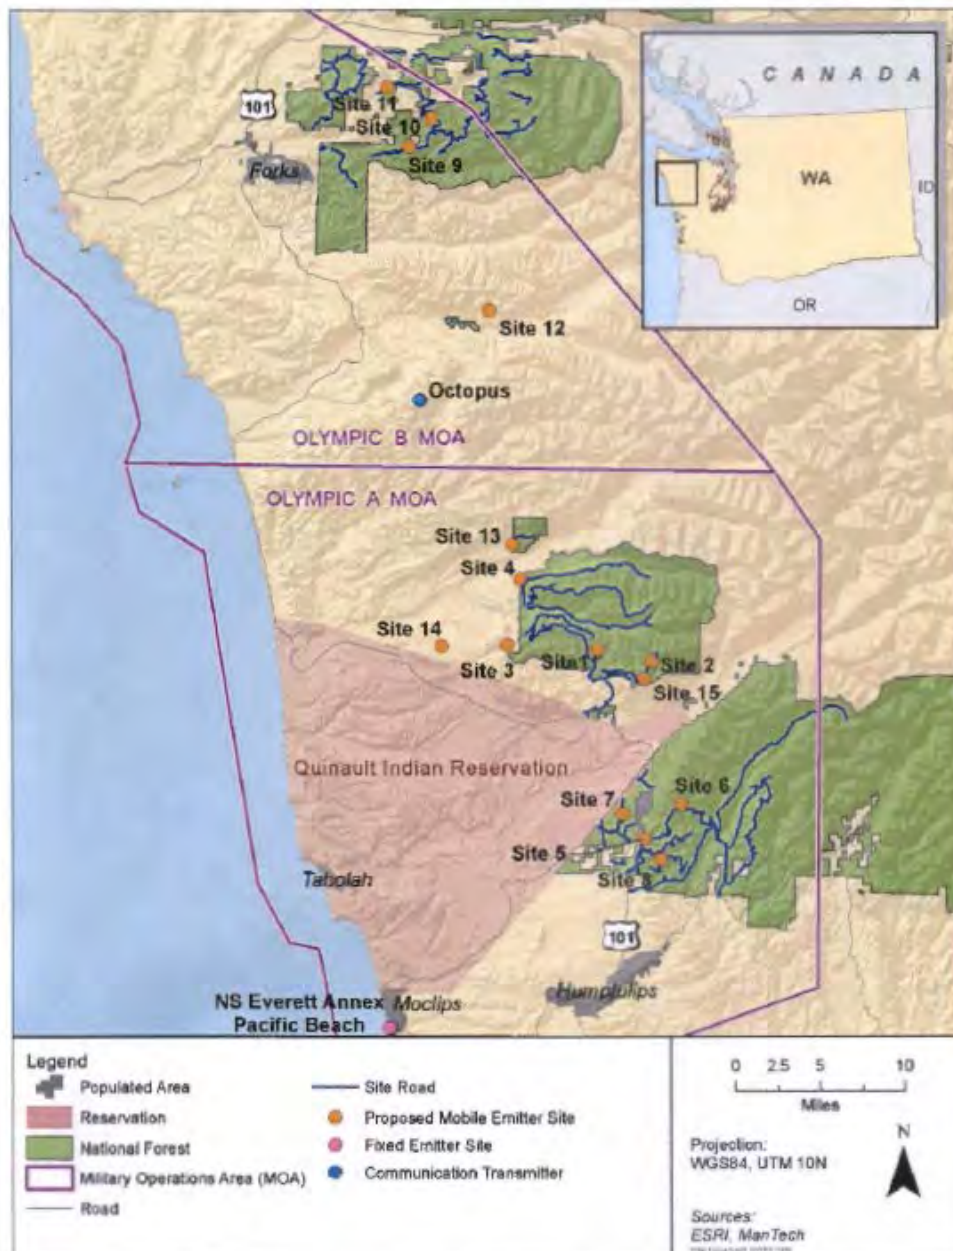 101
Site 11
Site 10
Site 9
Forks
CANADA
WA
ID
OR
Site 12
Octopus
OLYMPIC B MOA
OLYMPIC A MOA
Site 13
Site 4
Site 14
Site 3
Site 1
Site 2
Site 15
Quinault Indian Reservation
Site 6
Site 7
Site 5
Site 8
Taholah
101
Humptulips
NS Everett Annex
Pacific Beach
Moclips
Legend
Populated Area
Reservation
National Forest
Military Operations Area (MOA)
Road
Site Road
Proposed Mobile Emitter Site
Fixed Emitter Site
Communication Transmitter
0 2.5 5 10
Miles
Projection:
WGS84, UTM 10N
N
Sources:
ESRI, ManTech